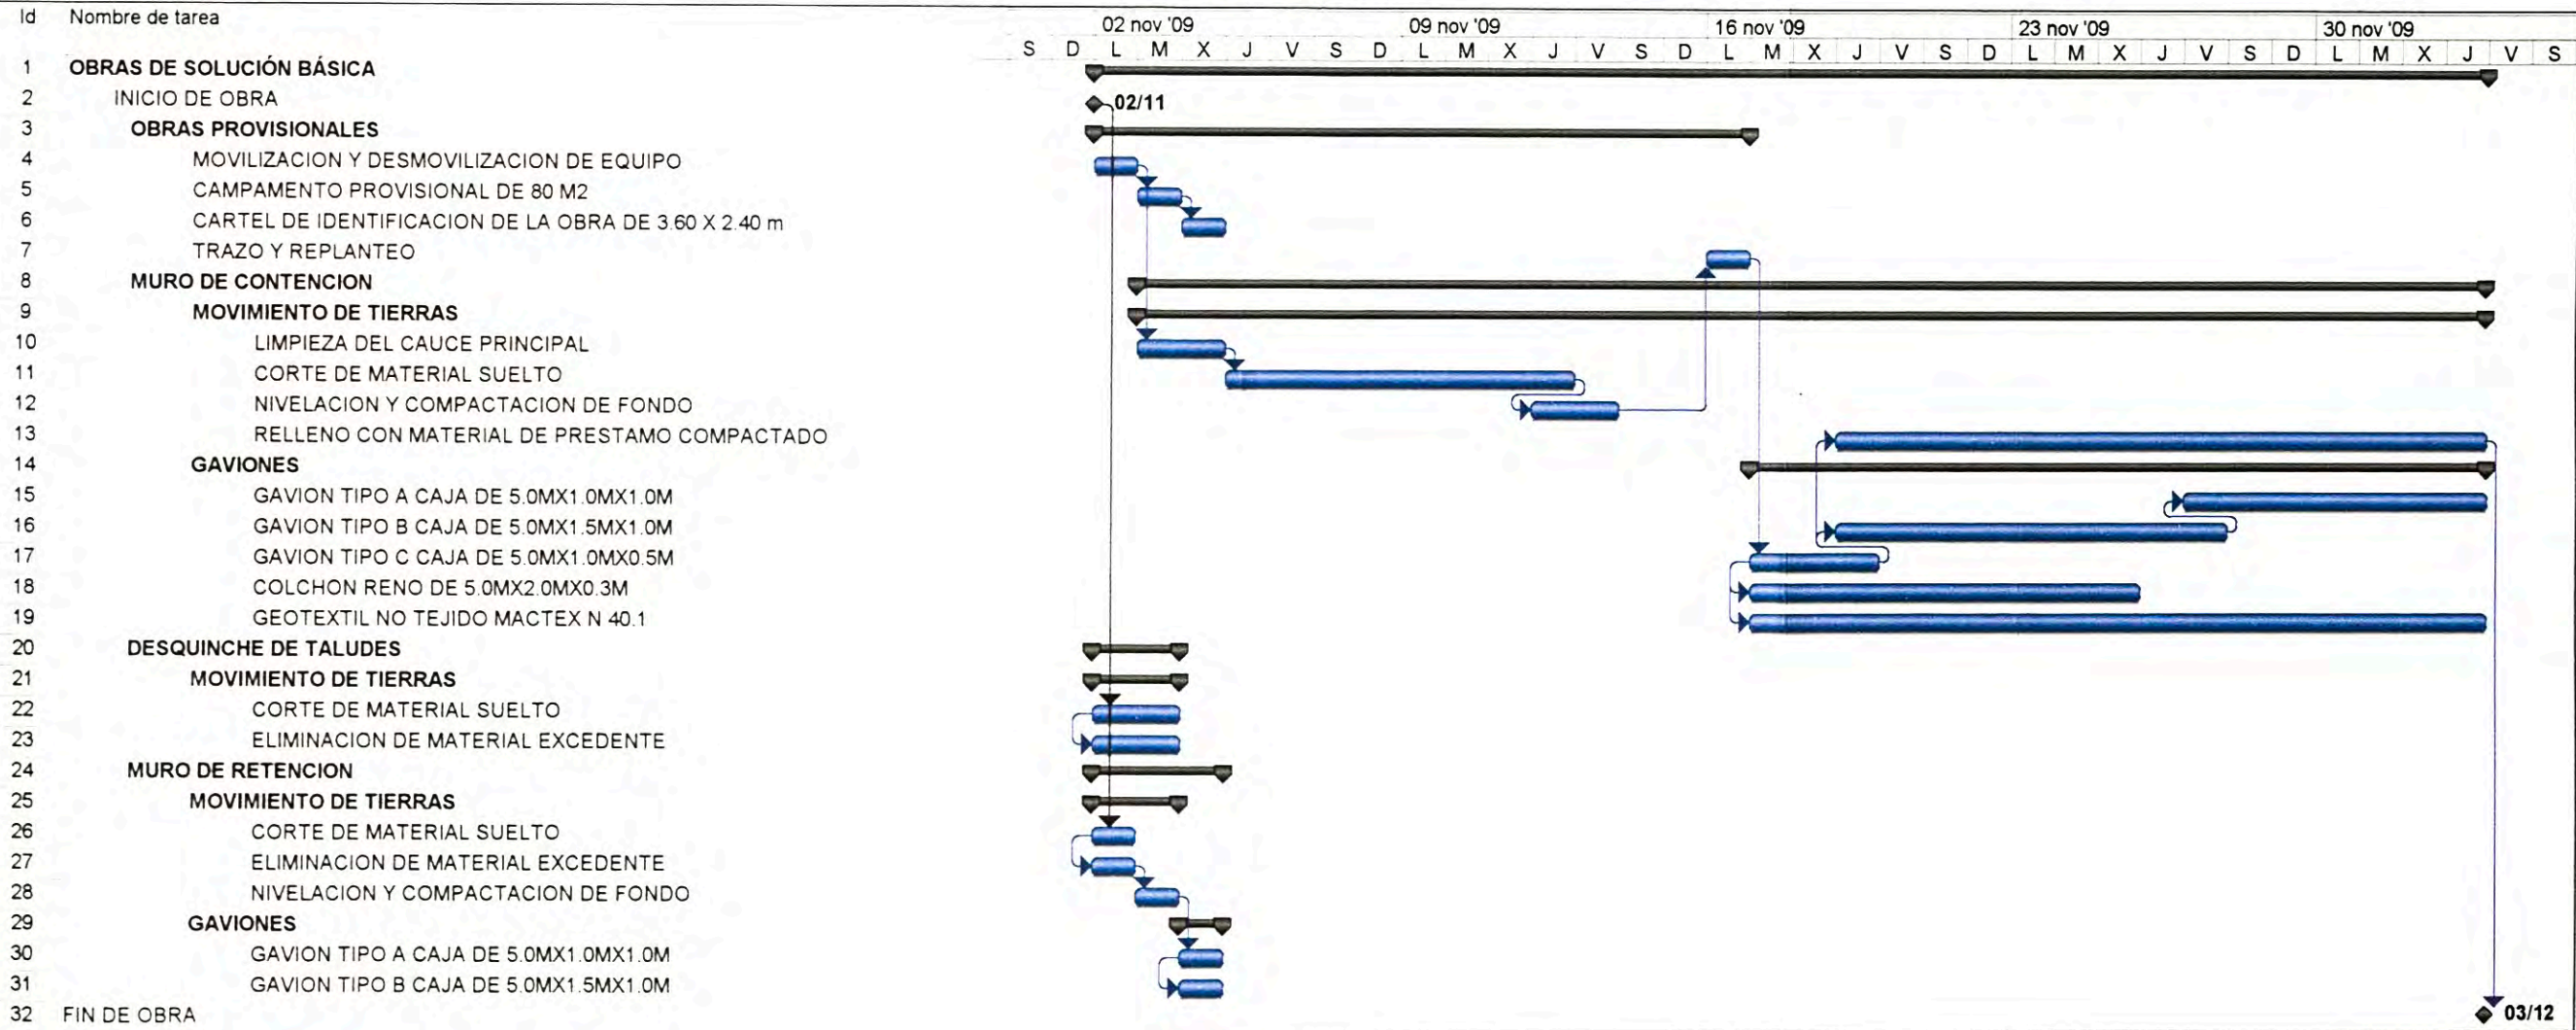 Id Nombre de tarea 02 nov '09 09 nov '09 16 nov '09 23 nov '09 30 nov '09
S D L M X J V S D L M X J V S D L M X J V S D L M X J V S D L M X J V S
1 OBRAS DE SOLUCIÓN BÁSICA
2 INICIO DE OBRA 02/11
3 OBRAS PROVISIONALES
4 MOVILIZACION Y DESMOVILIZACION DE EQUIPO
5 CAMPAMENTO PROVISIONAL DE 80 M2
6 CARTEL DE IDENTIFICACION DE LA OBRA DE 3.60 X 2.40 m
7 TRAZO Y REPLANTEO
8 MURO DE CONTENCION
9 MOVIMIENTO DE TIERRAS
10 LIMPIEZA DEL CAUCE PRINCIPAL
11 CORTE DE MATERIAL SUELTO
12 NIVELACION Y COMPACTACION DE FONDO
13 RELLENO CON MATERIAL DE PRESTAMO COMPACTADO
14 GAVIONES
15 GAVION TIPO A CAJA DE 5.0MX1.0MX1.0M
16 GAVION TIPO B CAJA DE 5.0MX1.5MX1.0M
17 GAVION TIPO C CAJA DE 5.0MX1.0MX0.5M
18 COLCHON RENO DE 5.0MX2.0MX0.3M
19 GEOTEXTIL NO TEJIDO MACTEX N 40.1
20 DESQUINCHE DE TALUDES
21 MOVIMIENTO DE TIERRAS
22 CORTE DE MATERIAL SUELTO
23 ELIMINACION DE MATERIAL EXCEDENTE
24 MURO DE RETENCION
25 MOVIMIENTO DE TIERRAS
26 CORTE DE MATERIAL SUELTO
27 ELIMINACION DE MATERIAL EXCEDENTE
28 NIVELACION Y COMPACTACION DE FONDO
29 GAVIONES
30 GAVION TIPO A CAJA DE 5.0MX1.0MX1.0M
31 GAVION TIPO B CAJA DE 5.0MX1.5MX1.0M
32 FIN DE OBRA 03/12